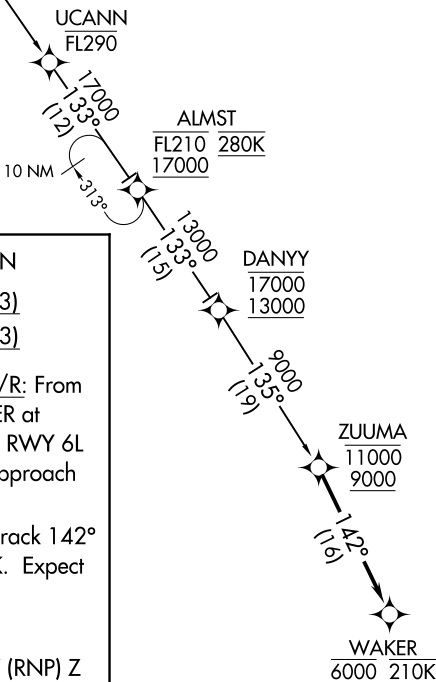 UCANN
FL290
17000
133°
(12)
ALMST
FL210 280K
17000
10 NM
313°
13000
133°
(15)
N
3)
3)
DANYY
17000
13000
/R: From
ER at
RWY 6L
pproach
rack 142°
K. Expect
(RNP) Z
9000
135°
(19)
ZUUMA
11000
9000
142°
(16)
WAKER
6000 210K